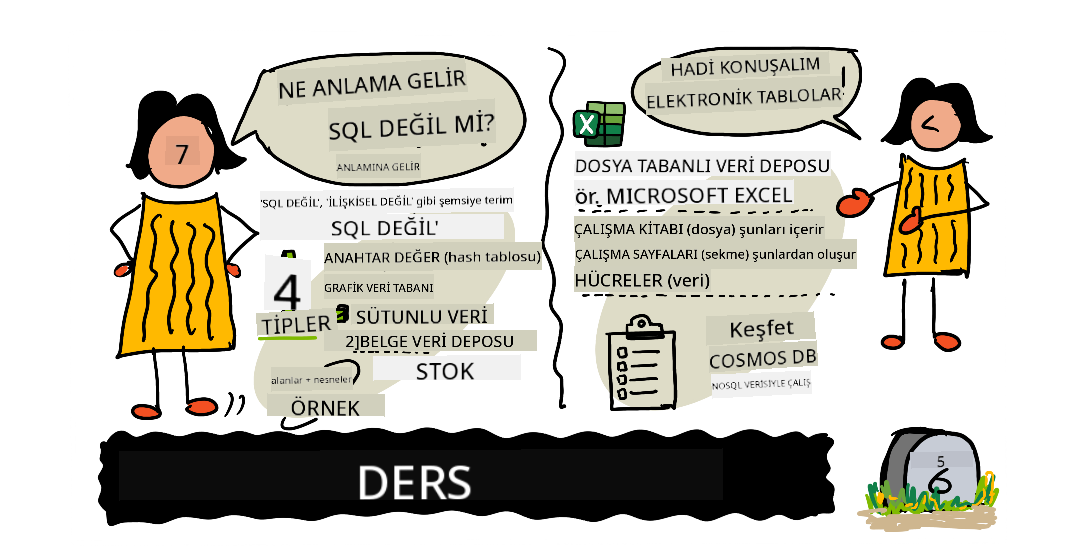 NE ANLAMA GELİR
SQL DEĞİL Mİ?
ANLAMINA GELİR
7
'SQL DEĞİL', 'İLİŞKİSEL DEĞİL' gibi şemsiye terim
SQL DEĞİL'
4
TİPLER
ANAHTAR DEĞER (hash tablosu)
GRAFİK VERİ TABANI
3 SÜTUNLU VERİ
2]BELGE VERİ DEPOSU
STOK
alanlar + nesneler
ÖRNEK
HADİ KONUŞALIM
ELEKTRONİK TABLOLAR!
X
DOSYA TABANLI VERİ DEPOSU
ör. MICROSOFT EXCEL
ÇALIŞMA KİTABI (dosya) şunları içerir
ÇALIŞMA SAYFALARI (sekme) şunlardan oluşur
HÜCRELER (veri)
Keşfet
COSMOS DB
NOSQL VERİSİYLE ÇALIŞ
DERS
5
6